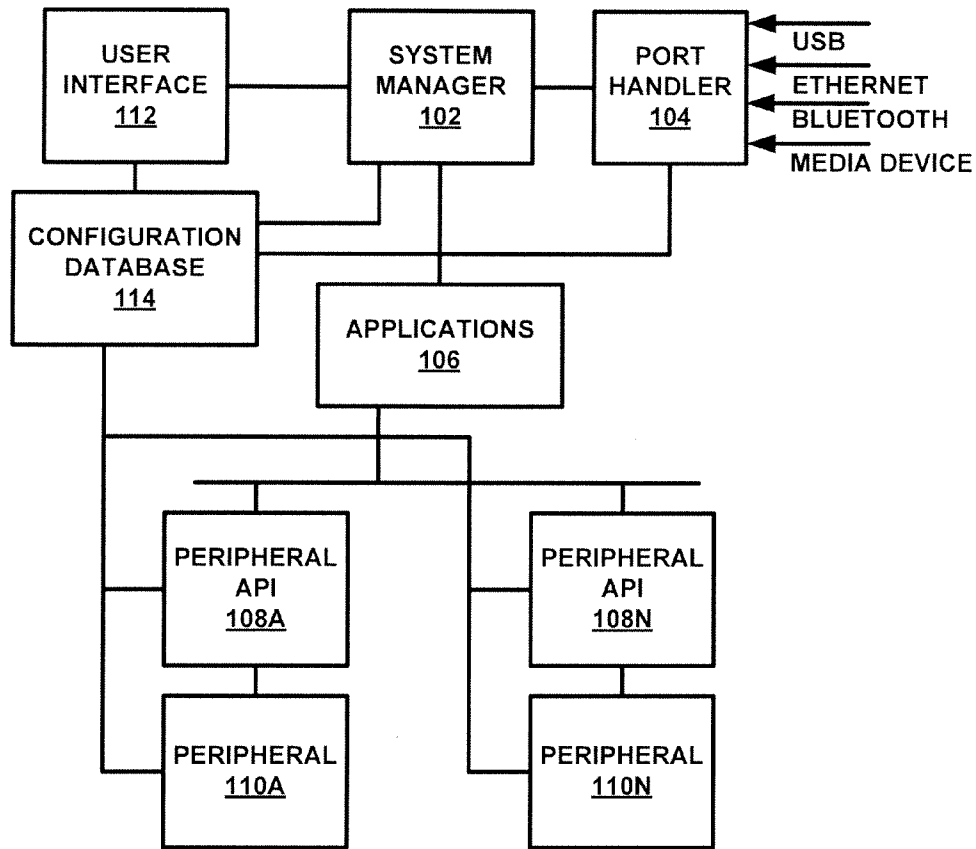 USER
INTERFACE
112
SYSTEM
MANAGER
102
PORT
HANDLER
104
USB
ETHERNET
BLUETOOTH
MEDIA DEVICE
CONFIGURATION
DATABASE
114
APPLICATIONS
106
PERIPHERAL
API
108A
PERIPHERAL
API
108N
PERIPHERAL
110A
PERIPHERAL
110N